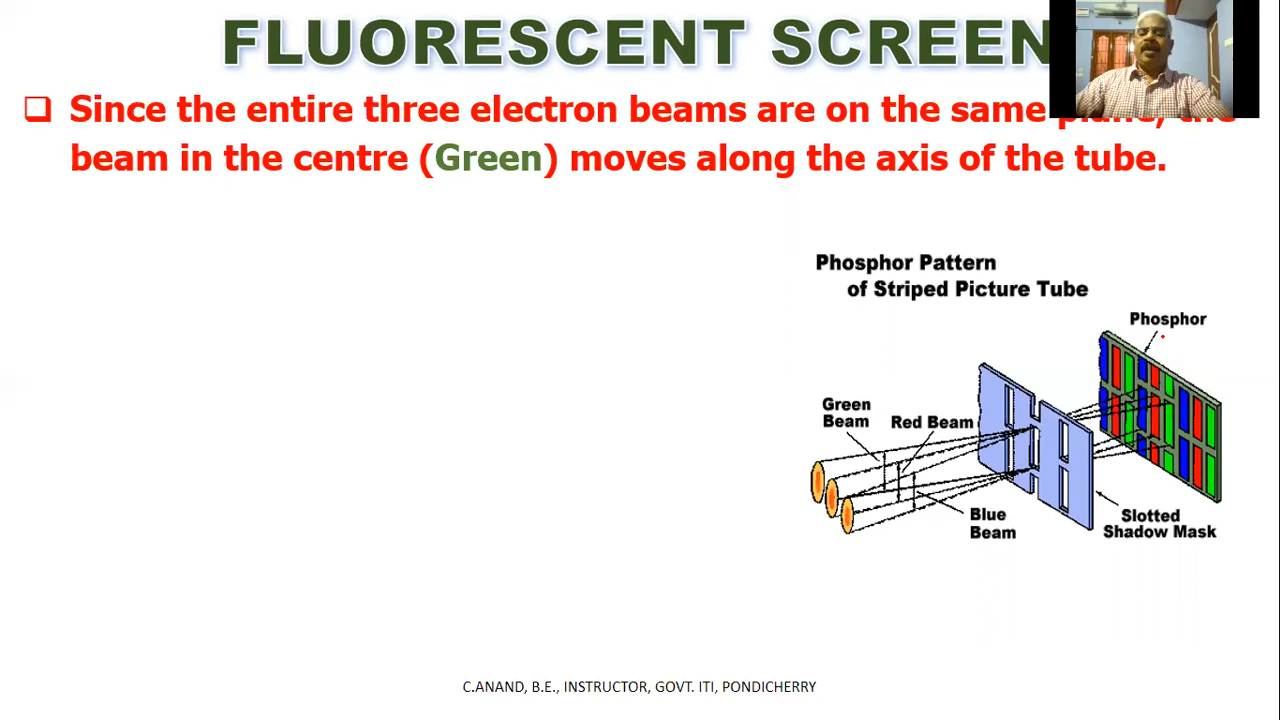 FLUORESCENT SCREEN
Since the entire three electron beams are on the same
beam in the centre (Green) moves along the axis of the tube.
Phosphor Pattern
of Striped Picture Tube
Phosphor
Green
Beam
Red Beam
Blue
Beam
Slotted
Shadow Mask
C.ANAND, B.E., INSTRUCTOR, GOVT. ITI, PONDICHERRY